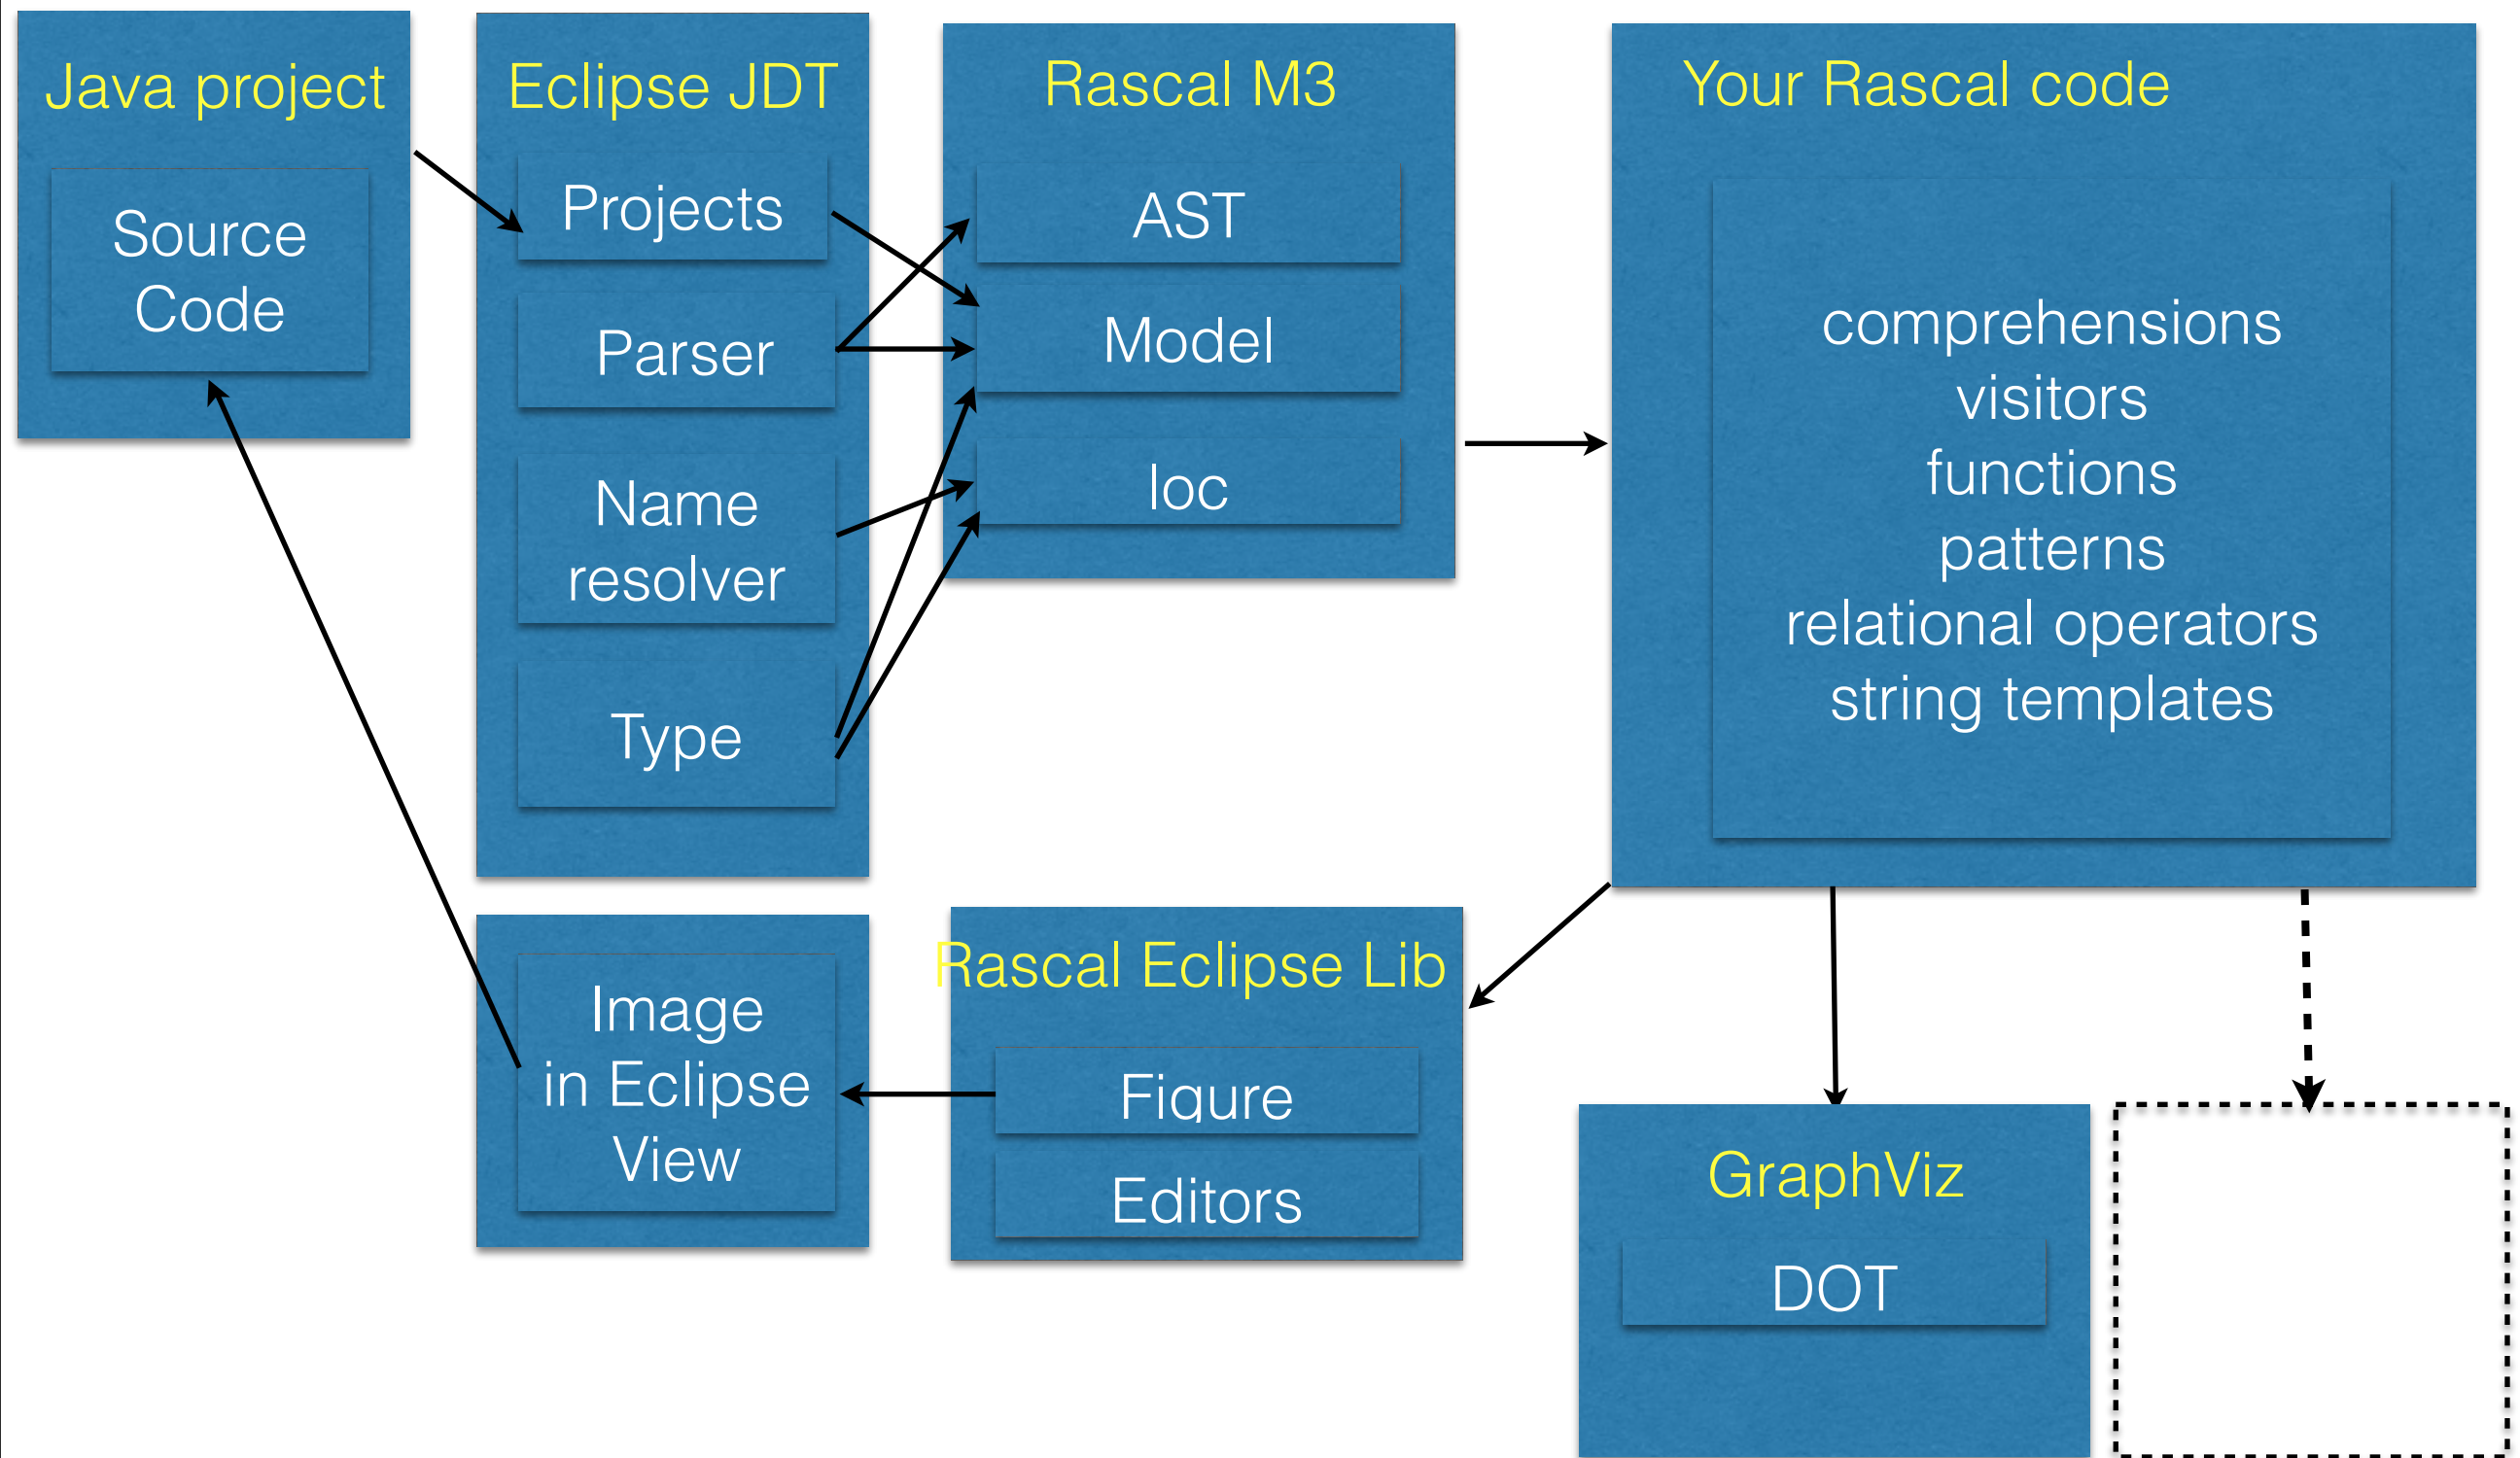 Java project
Source
Code
Eclipse JDT
Projects
Parser
Name
resolver
Type
Rascal M3
AST
Model
loc
Your Rascal code
comprehensions
visitors
functions
patterns
relational operators
string templates
Image
in Eclipse
View
Rascal Eclipse Lib
Figure
Editors
GraphViz
DOT